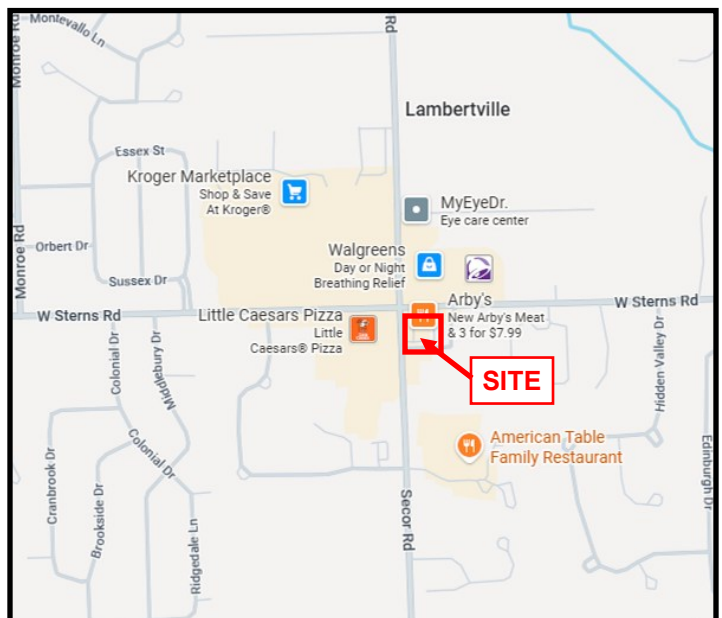 Montevallo Ln
Monroe Rd
Rd
Lambertville
Essex St
Kroger Marketplace
Shop & Save
At Kroger®
MyEyeDr.
Eye care center
Monroe Rd
Orbert Dr
Walgreens
Day or Night
Breathing Relief
Sussex Dr
Arby's
New Arby's Meat
& 3 for $7.99
W Sterns Rd
W Sterns Rd
Little Caesars Pizza
Little
Caesars® Pizza
SITE
Colonial Dr
Middlebury Dr
Hidden Valley Dr
American Table
Family Restaurant
Colonial Dr
Edinburgh Dr
Cranbrook Dr
Brookside Dr
Secor Rd
Ridgedale Ln